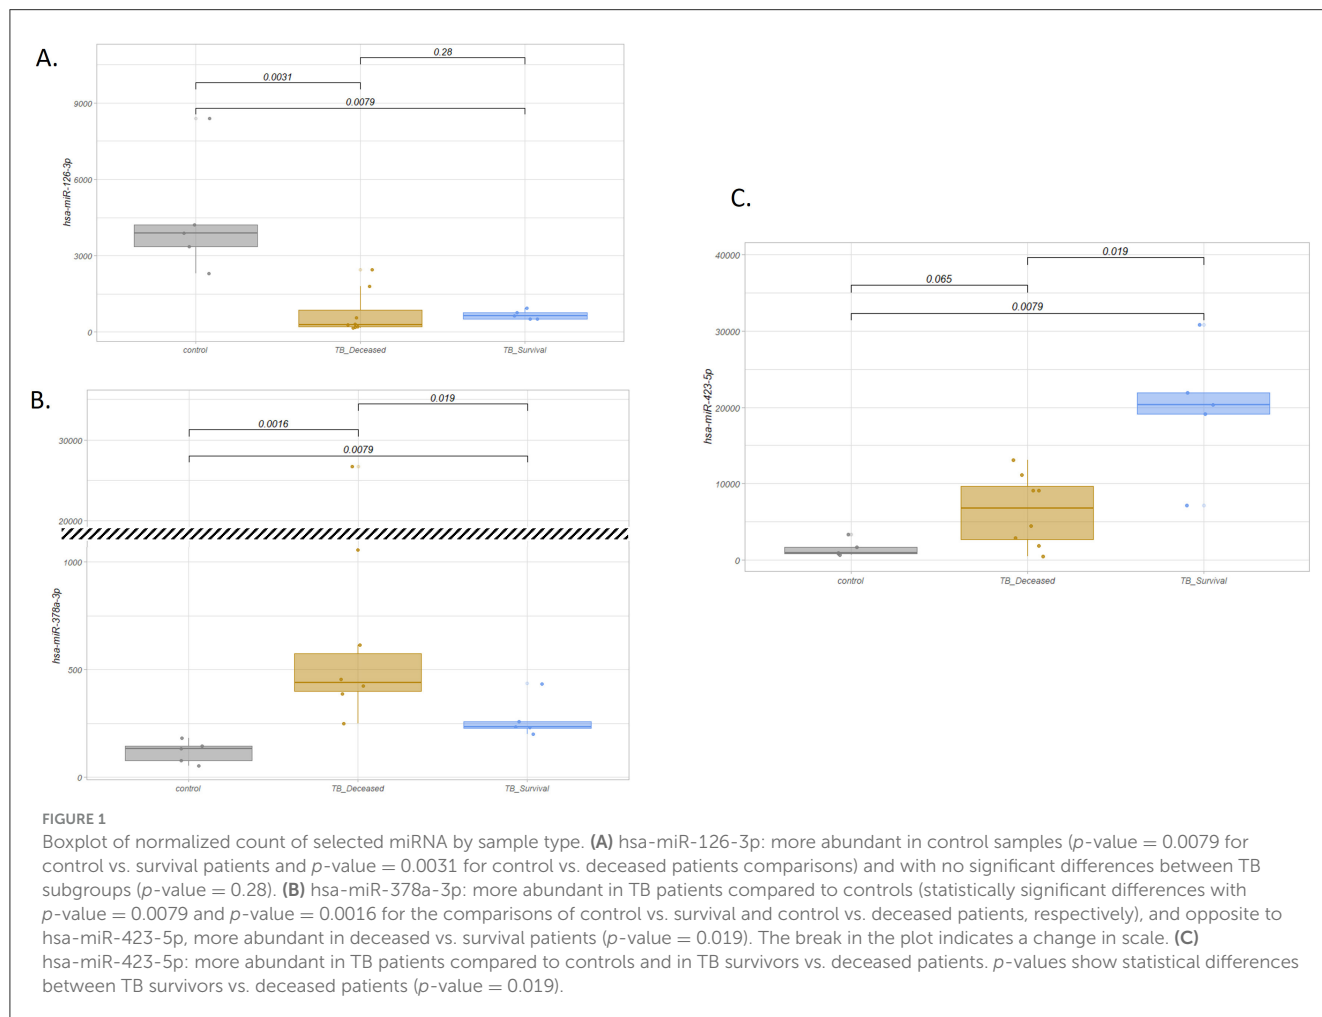 A.
0.28
0.0031
0.0079
9000
6000
3000
0
hsa-miR-126-3p
control TB_Deceased TB_Survival
B.
0.019
0.0016
0.0079
30000
20000
1000
500
0
hsa-miR-378a-3p
control TB_Deceased TB_Survival
C.
0.019
0.065
0.0079
40000
30000
20000
10000
0
hsa-miR-423-5p
control TB_Deceased TB_Survival
FIGURE 1
Boxplot of normalized count of selected miRNA by sample type. (A) hsa-miR-126-3p: more abundant in control samples (p-value = 0.0079 for
control vs. survival patients and p-value = 0.0031 for control vs. deceased patients comparisons) and with no significant differences between TB
subgroups (p-value = 0.28). (B) hsa-miR-378a-3p: more abundant in TB patients compared to controls (statistically significant differences with
p-value = 0.0079 and p-value = 0.0016 for the comparisons of control vs. survival and control vs. deceased patients, respectively), and opposite to
hsa-miR-423-5p, more abundant in deceased vs. survival patients (p-value = 0.019). The break in the plot indicates a change in scale. (C)
hsa-miR-423-5p: more abundant in TB patients compared to controls and in TB survivors vs. deceased patients. p-values show statistical differences
between TB survivors vs. deceased patients (p-value = 0.019).